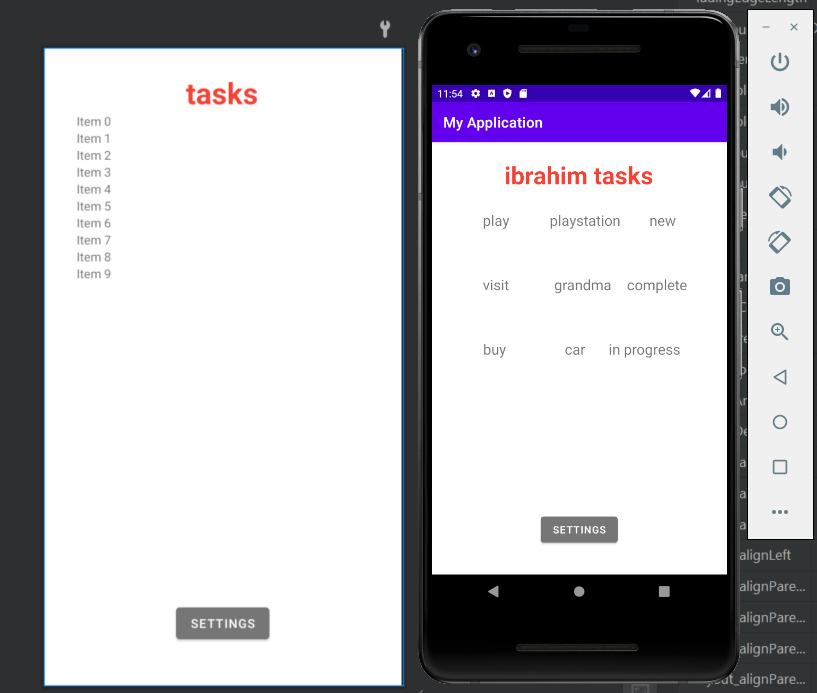 tasks
Item 0
Item 1
Item 2
Item 3
Item 4
Item 5
Item 6
Item 7
Item 8
Item 9
SETTINGS
11:54
My Application
ibrahim tasks
play playstation new
visit grandma complete
buy car in progress
SETTINGS
alignLeft
alignPare...
alignPare...
alignPare...
alignPare...